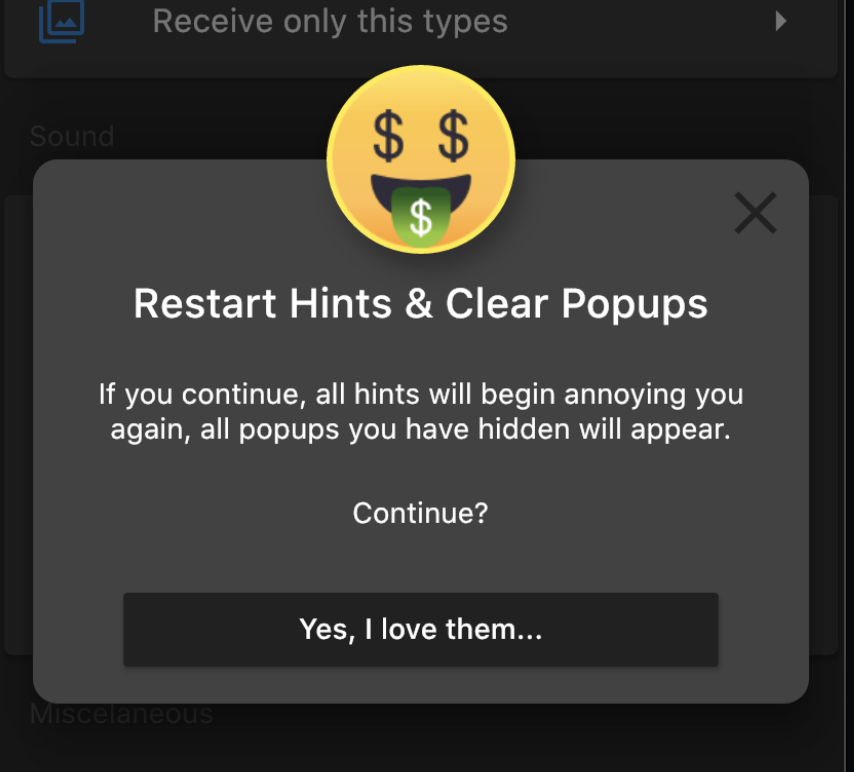 Receive only this types
Sound
$ $
$
Restart Hints & Clear Popups
If you continue, all hints will begin annoying you
again, all popups you have hidden will appear.
Continue?
Yes, I love them...
Miscelaneous